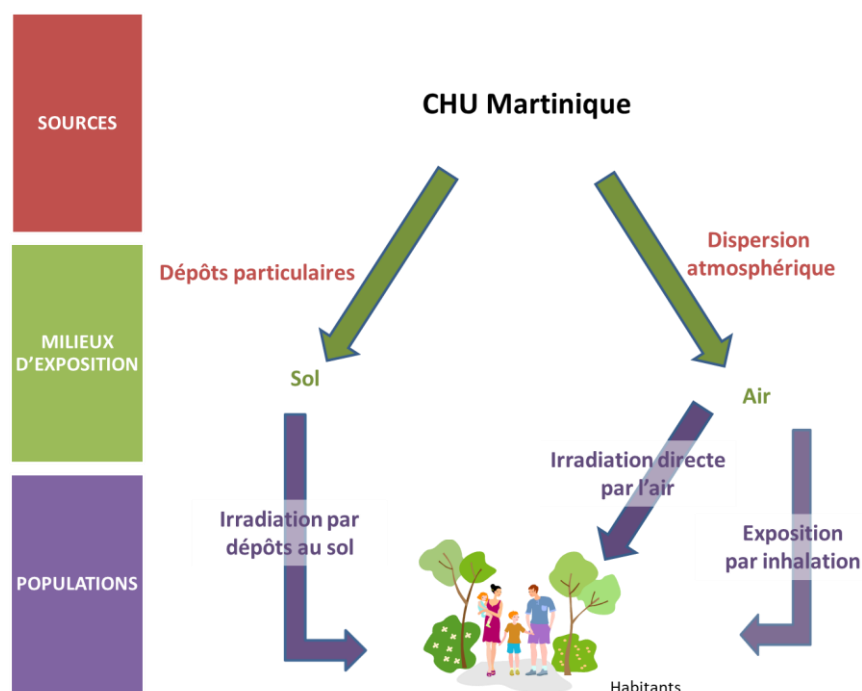 SOURCES
CHU Martinique
Dépôts particulaires
Dispersion
atmosphérique
MILIEUX
D'EXPOSITION
Sol
Air
Irradiation directe
par l'air
Irradiation par
dépôts au sol
Exposition
par inhalation
POPULATIONS
Habitants